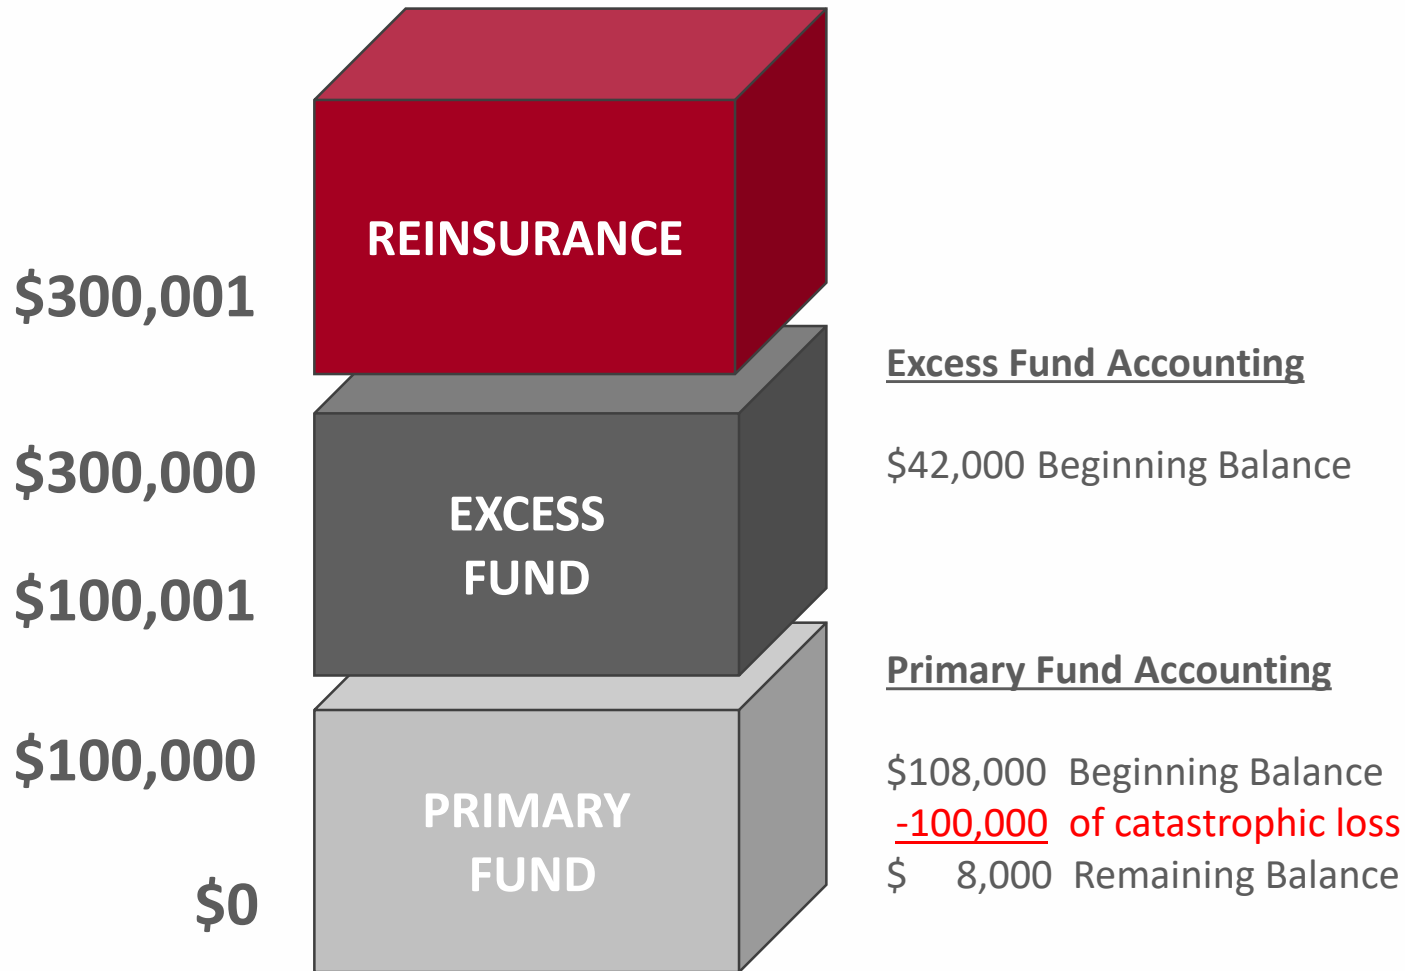 REINSURANCE
$300,001
Excess Fund Accounting
$300,000
$42,000 Beginning Balance
EXCESS
FUND
$100,001
Primary Fund Accounting
$100,000
$108,000 Beginning Balance
PRIMARY
-100,000 of catastrophic loss
FUND
$ 8,000 Remaining Balance
$0